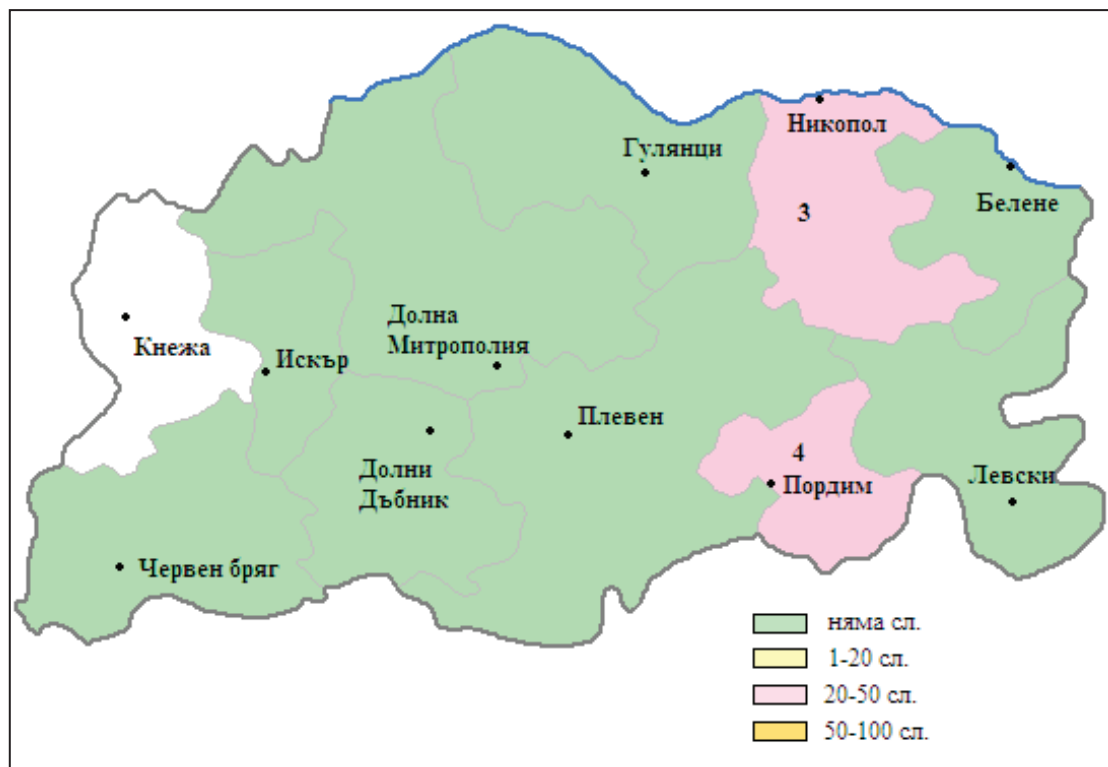 Никопол
Гулянци
Белене
3
Долна
Митрополия
Кнежа
Искър
Плевен
4
Долни
Дъбник
Пордим
Левски
Червен бряг
няма сл.
1-20 сл.
20-50 сл.
50-100 сл.